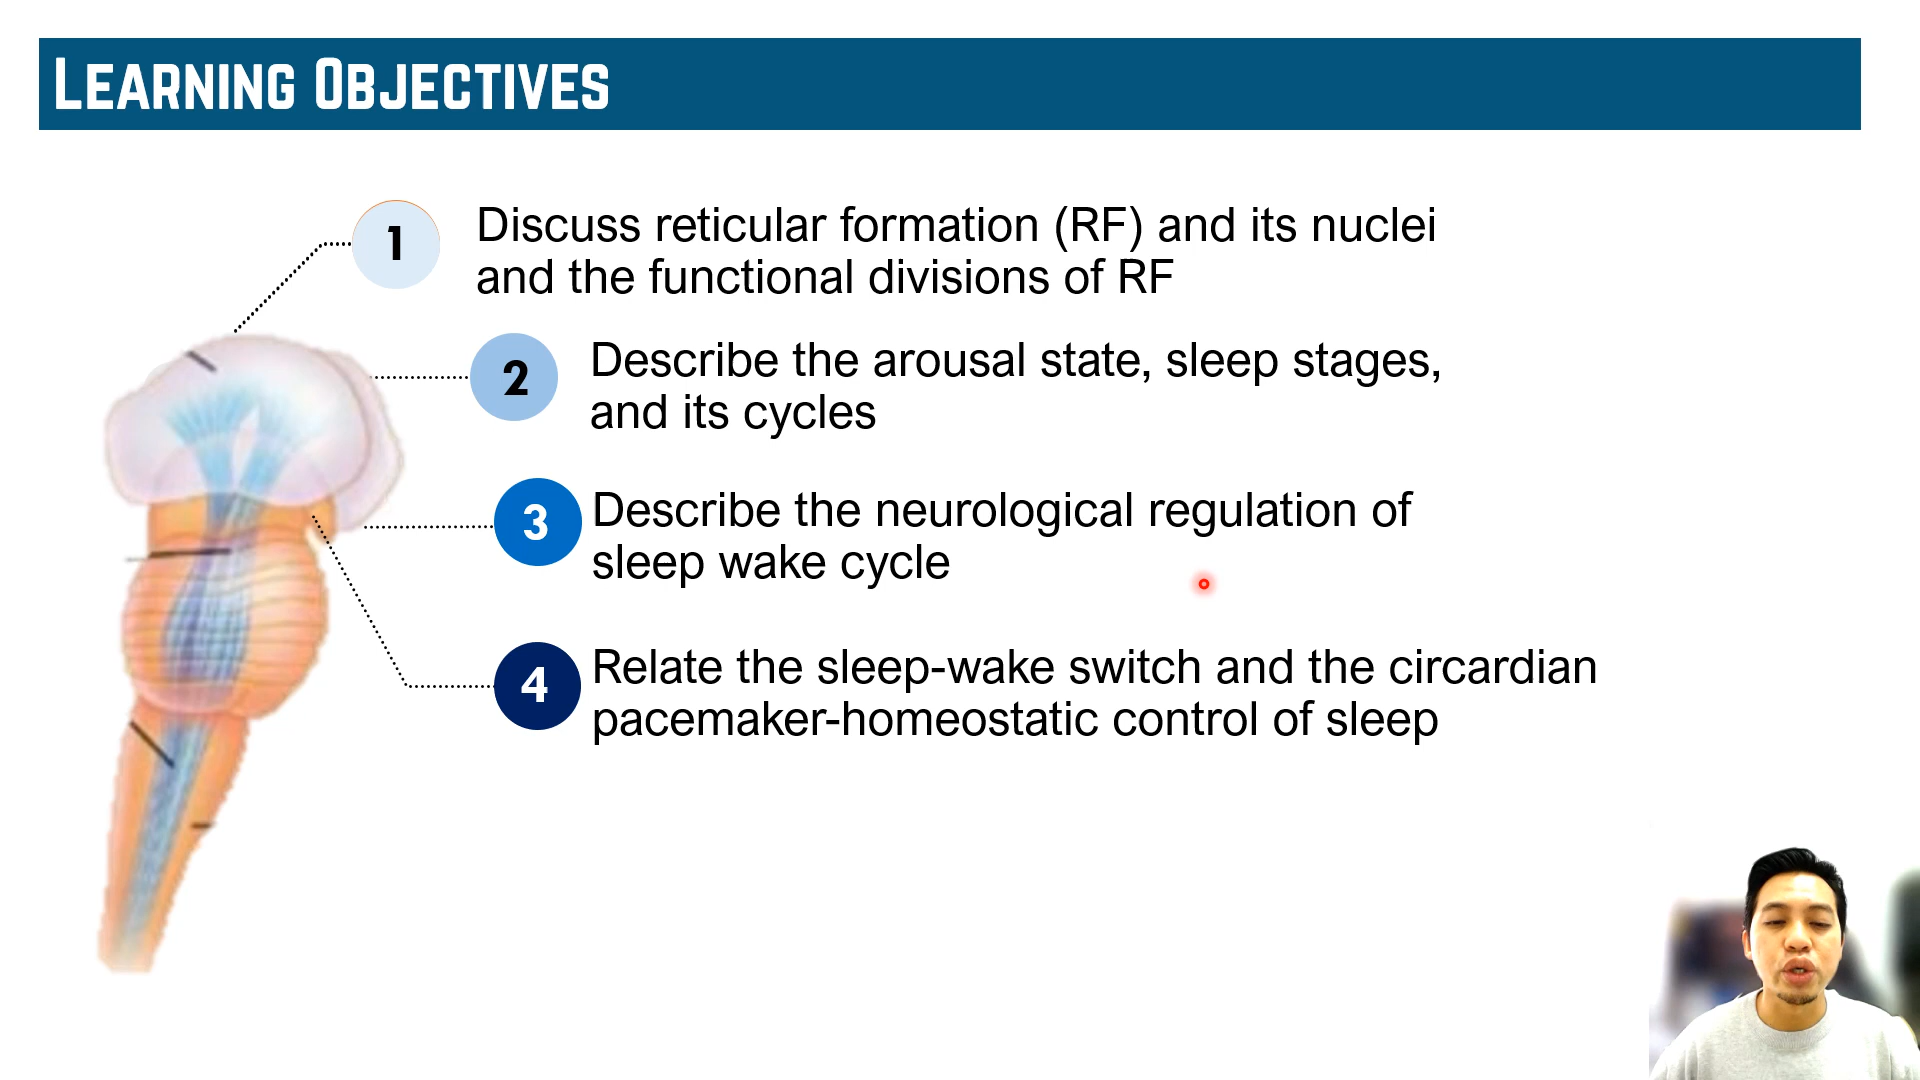 LEARNING OBJECTIVES
1
Discuss reticular formation (RF) and its nuclei
and the functional divisions of RF
2
Describe the arousal state, sleep stages,
and its cycles
3
Describe the neurological regulation of
sleep wake cycle
4
Relate the sleep-wake switch and the circardian
pacemaker-homeostatic control of sleep